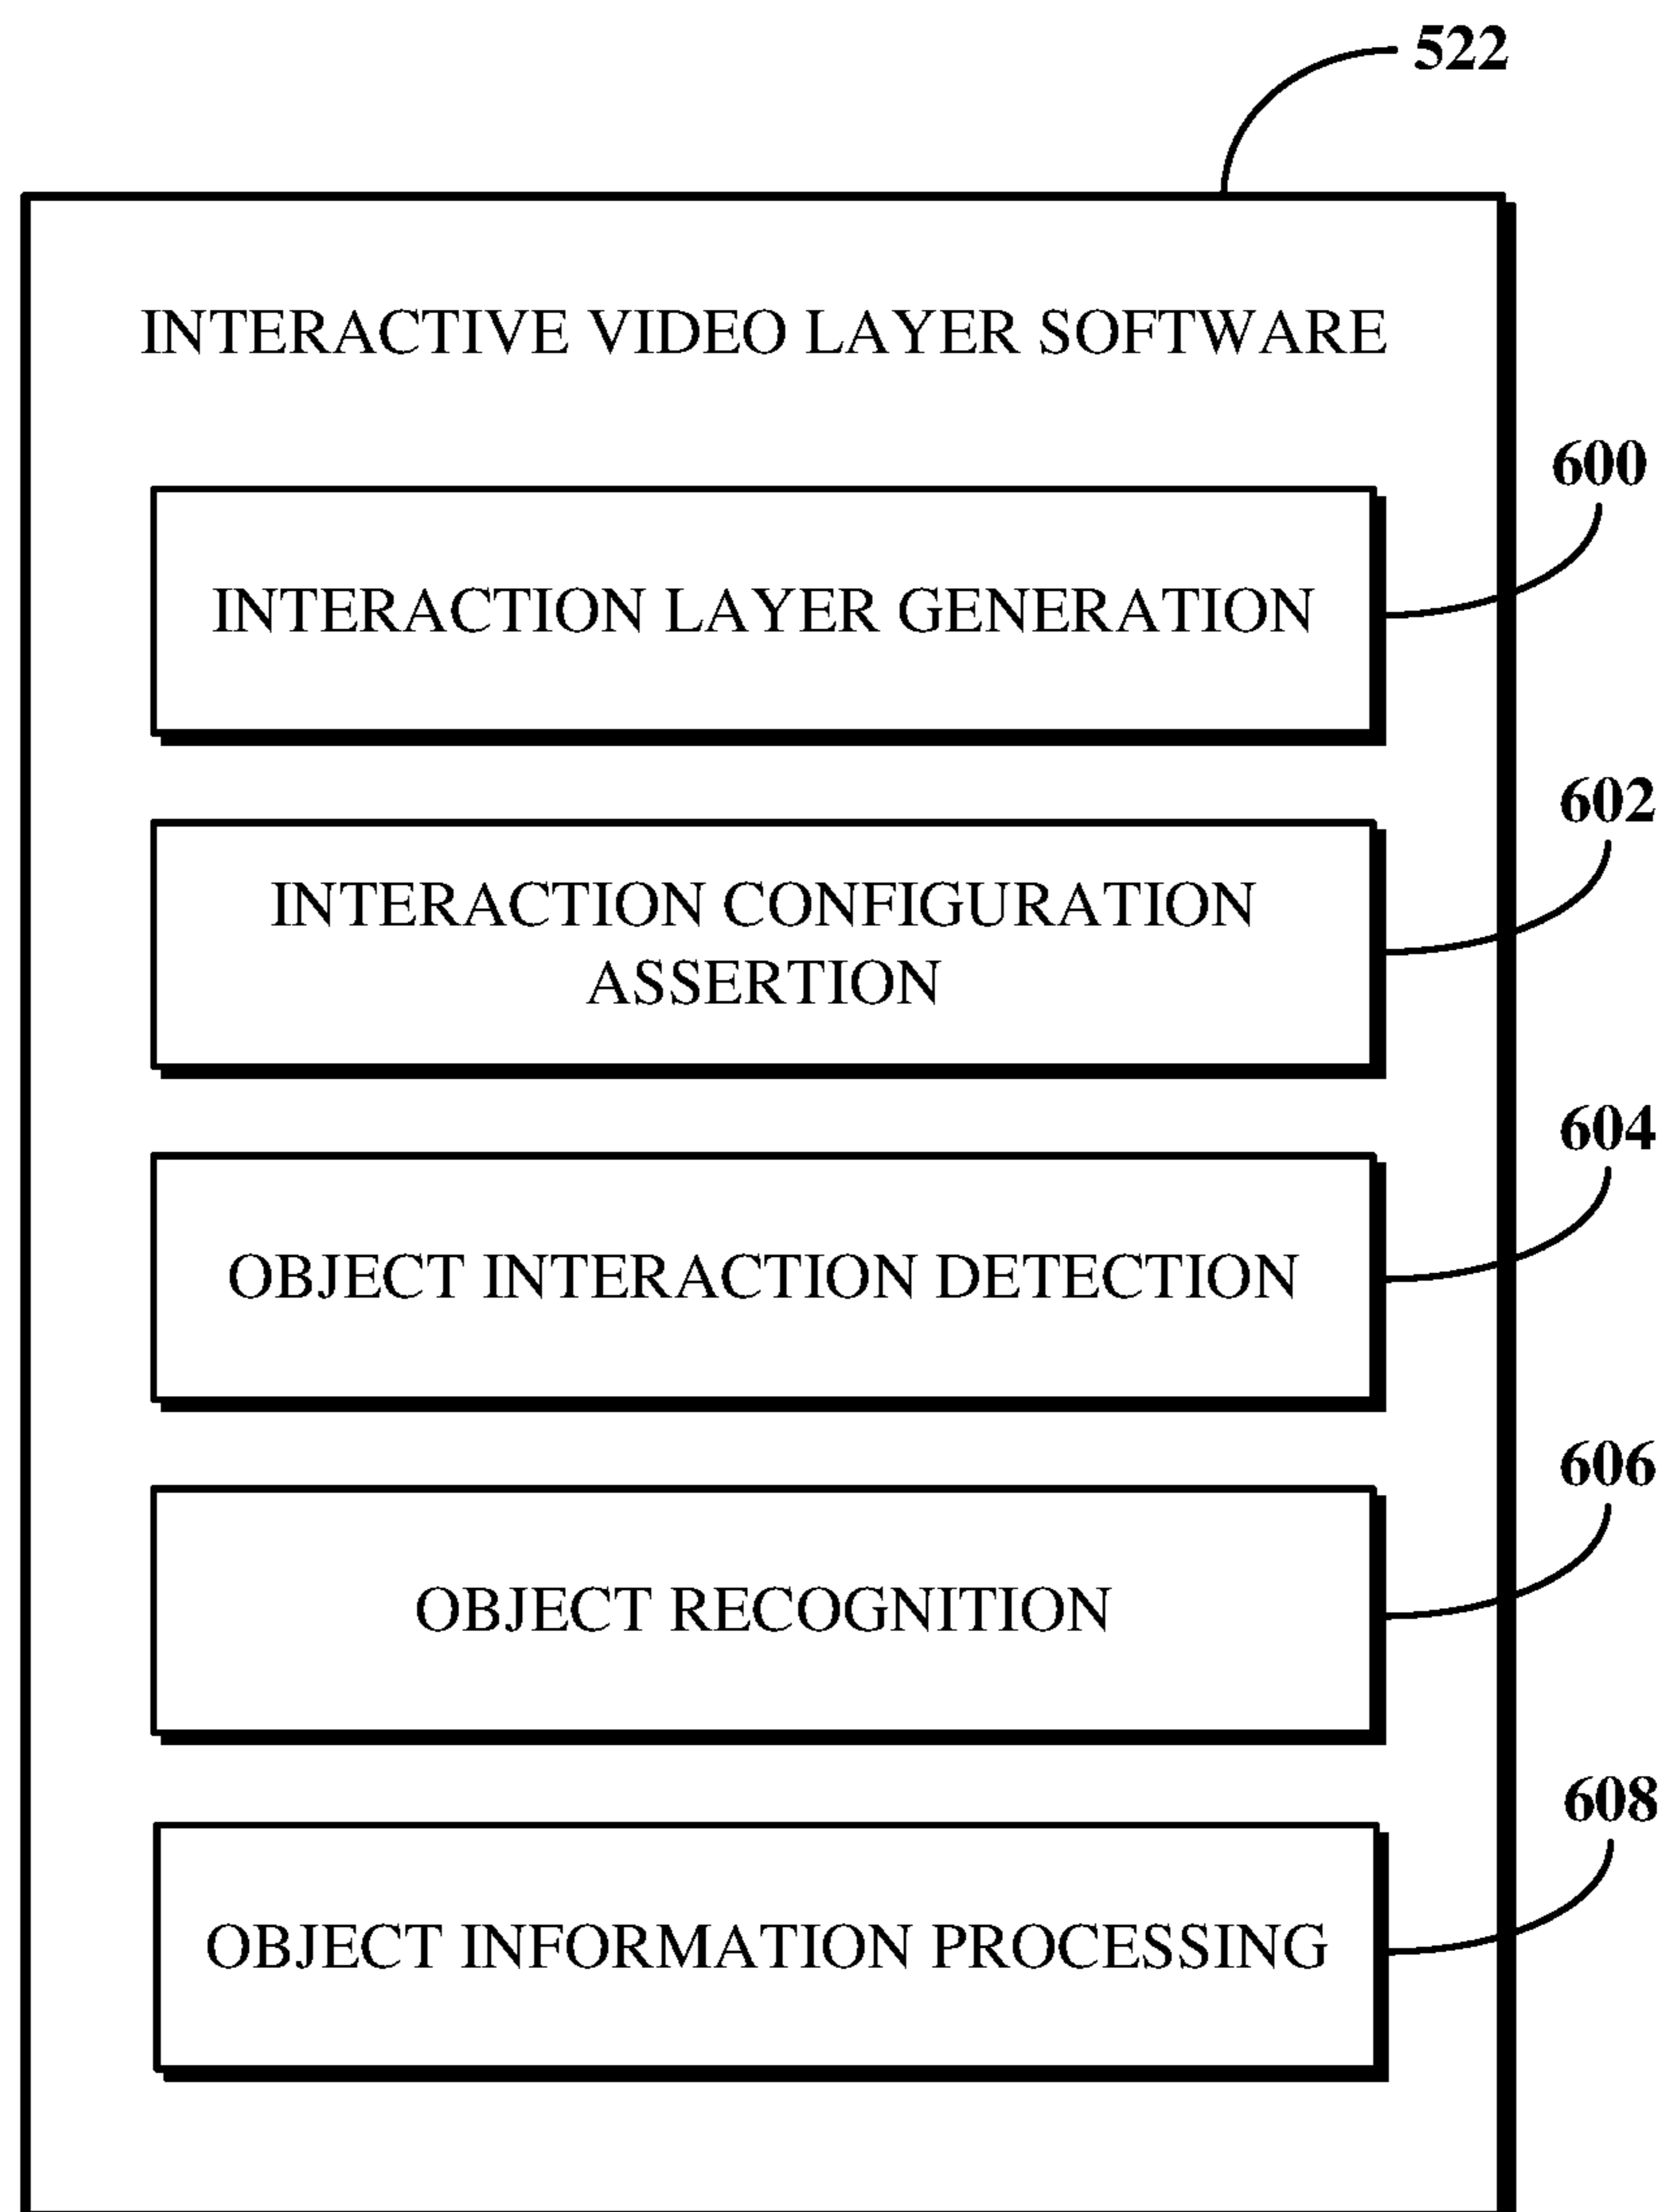 522
INTERACTIVE VIDEO LAYER SOFTWARE
600
INTERACTION LAYER GENERATION
602
INTERACTION CONFIGURATION
ASSERTION
604
OBJECT INTERACTION DETECTION
606
OBJECT RECOGNITION
608
OBJECT INFORMATION PROCESSING